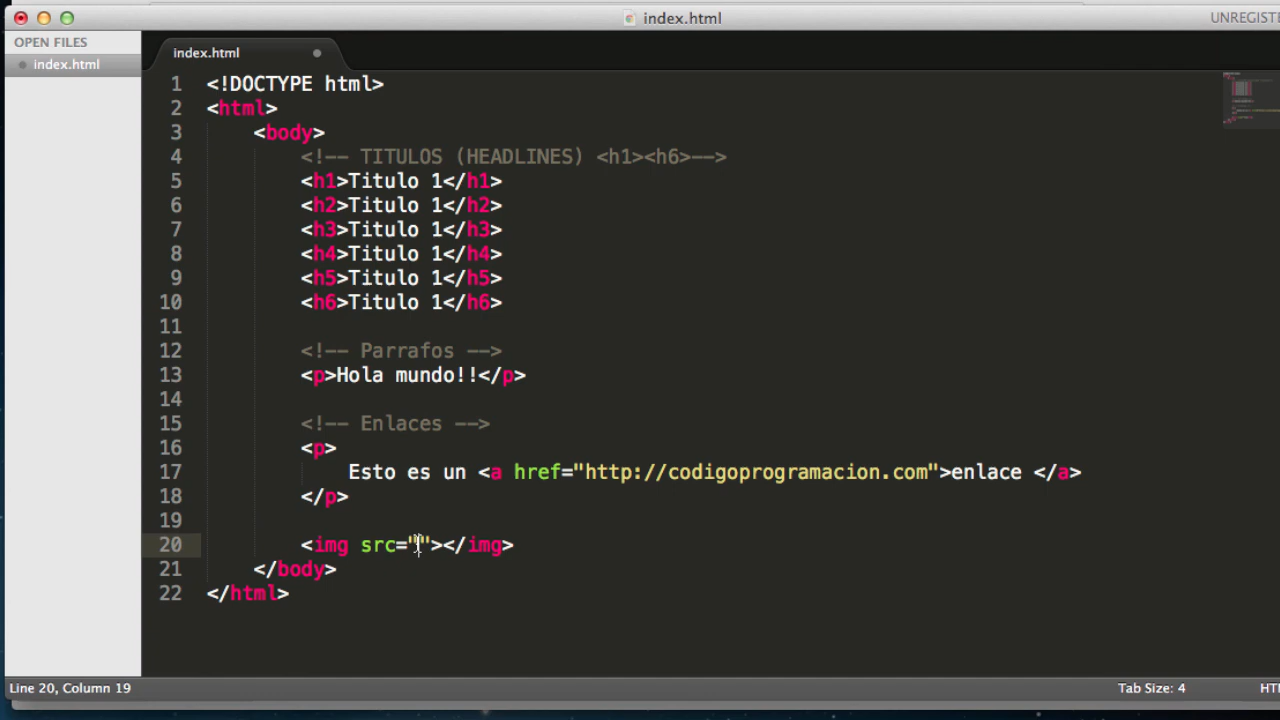 index.html
UNREGISTE
OPEN FILES
index.html
index.html
1 <!DOCTYPE html>
2 <html>
3 <body>
4 <!-- TITULOS (HEADLINES) <h1><h6>-->
5 <h1>Titulo 1</h1>
6 <h2>Titulo 1</h2>
7 <h3>Titulo 1</h3>
8 <h4>Titulo 1</h4>
9 <h5>Titulo 1</h5>
10 <h6>Titulo 1</h6>
11
12 <!-- Parrafos -->
13 <p>Hola mundo!!</p>
14
15 <!-- Enlaces -->
16 <p>
17 Esto es un <a href="http://codigoprogramacion.com">enlace </a>
18 </p>
19
20 <img src=""></img>
21 </body>
22 </html>
Line 20, Column 19
Tab Size: 4
HT